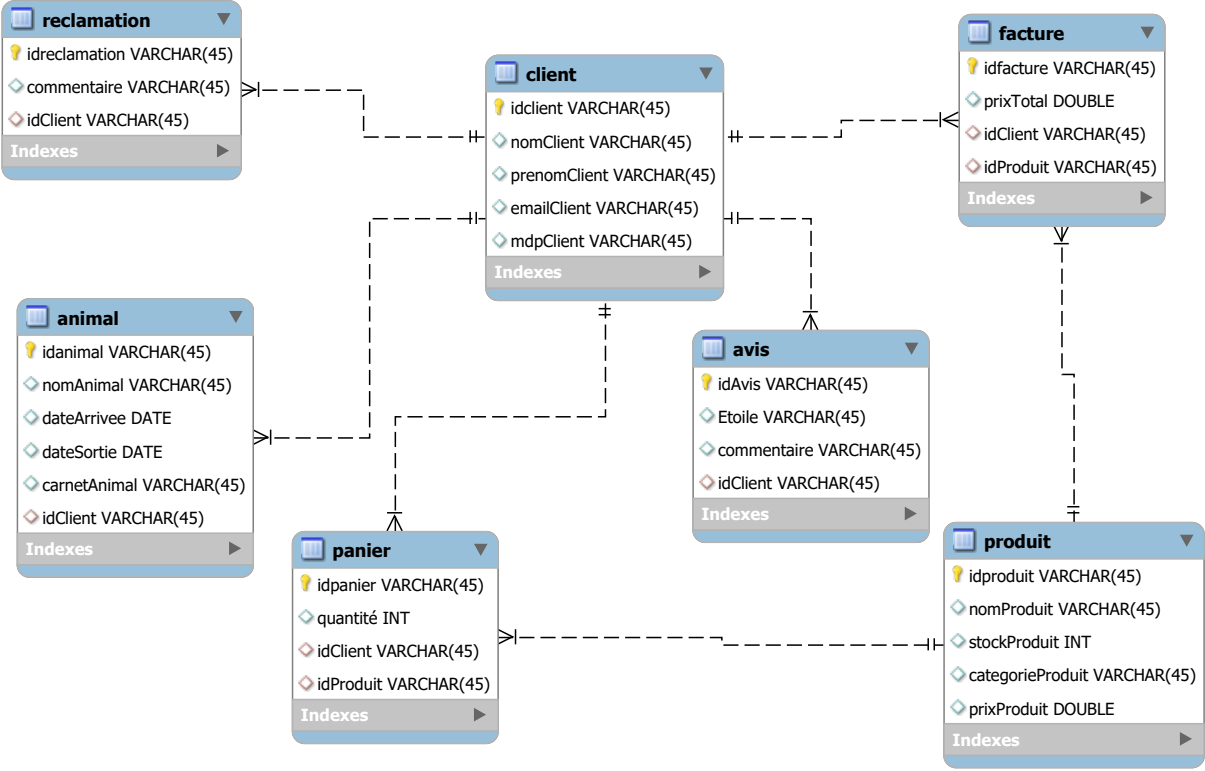 reclamation
idreclamation VARCHAR(45)
commentaire VARCHAR(45)
idClient VARCHAR(45)
Indexes
client
idclient VARCHAR(45)
nomClient VARCHAR(45)
prenomClient VARCHAR(45)
emailClient VARCHAR(45)
mdpClient VARCHAR(45)
Indexes
facture
idfacture VARCHAR(45)
prixTotal DOUBLE
idClient VARCHAR(45)
idProduit VARCHAR(45)
Indexes
animal
idanimal VARCHAR(45)
nomAnimal VARCHAR(45)
dateArrivee DATE
dateSortie DATE
carnetAnimal VARCHAR(45)
idClient VARCHAR(45)
Indexes
avis
idAvis VARCHAR(45)
Etoile VARCHAR(45)
commentaire VARCHAR(45)
idClient VARCHAR(45)
Indexes
panier
idpanier VARCHAR(45)
quantité INT
idClient VARCHAR(45)
idProduit VARCHAR(45)
Indexes
produit
idproduit VARCHAR(45)
nomProduit VARCHAR(45)
stockProduit INT
categorieProduit VARCHAR(45)
prixProduit DOUBLE
Indexes